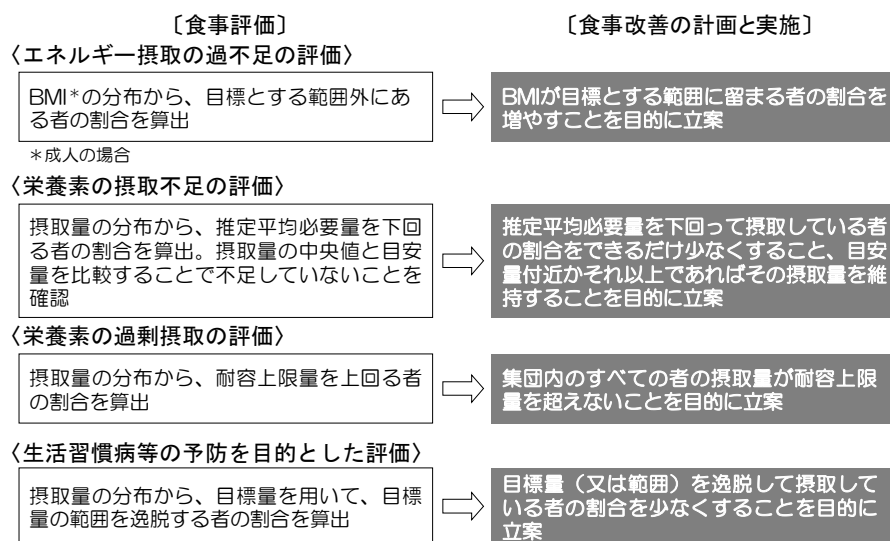 〔食事評価〕
〔食事改善の計画と実施〕
〈エネルギー摂取の過不足の評価〉
BMI*の分布から、目標とする範囲外にあ
る者の割合を算出
BMIが目標とする範囲に留まる者の割合を
増やすことを目的に立案
*成人の場合
〈栄養素の摂取不足の評価〉
摂取量の分布から、推定平均必要量を下回
る者の割合を算出。摂取量の中央値と目安
量を比較することで不足していないことを
確認
推定平均必要量を下回って摂取している者
の割合をできるだけ少なくすること、目安
量付近かそれ以上であればその摂取量を維
持することを目的に立案
〈栄養素の過剰摂取の評価〉
摂取量の分布から、耐容上限量を上回る者
の割合を算出
集団内のすべての者の摂取量が耐容上限
量を超えないことを目的に立案
〈生活習慣病等の予防を目的とした評価〉
摂取量の分布から、目標量を用いて、目標
量の範囲を逸脱する者の割合を算出
目標量（又は範囲）を逸脱して摂取して
いる者の割合を少なくすることを目的に
立案